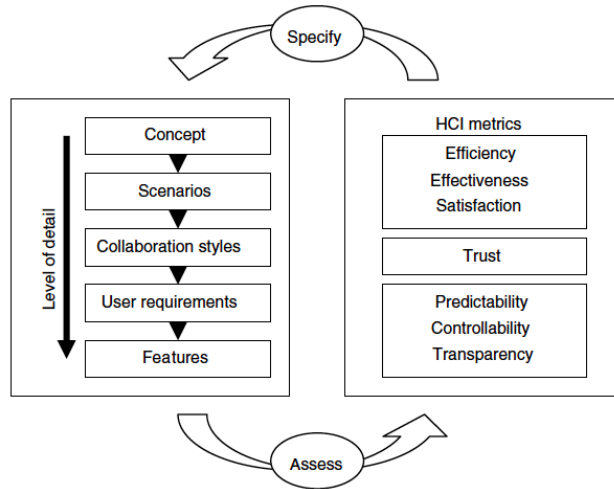 Specify
Level of detail
Concept
Scenarios
Collaboration styles
User requirements
Features
HCI metrics
Efficiency
Effectiveness
Satisfaction
Trust
Predictability
Controllability
Transparency
Assess